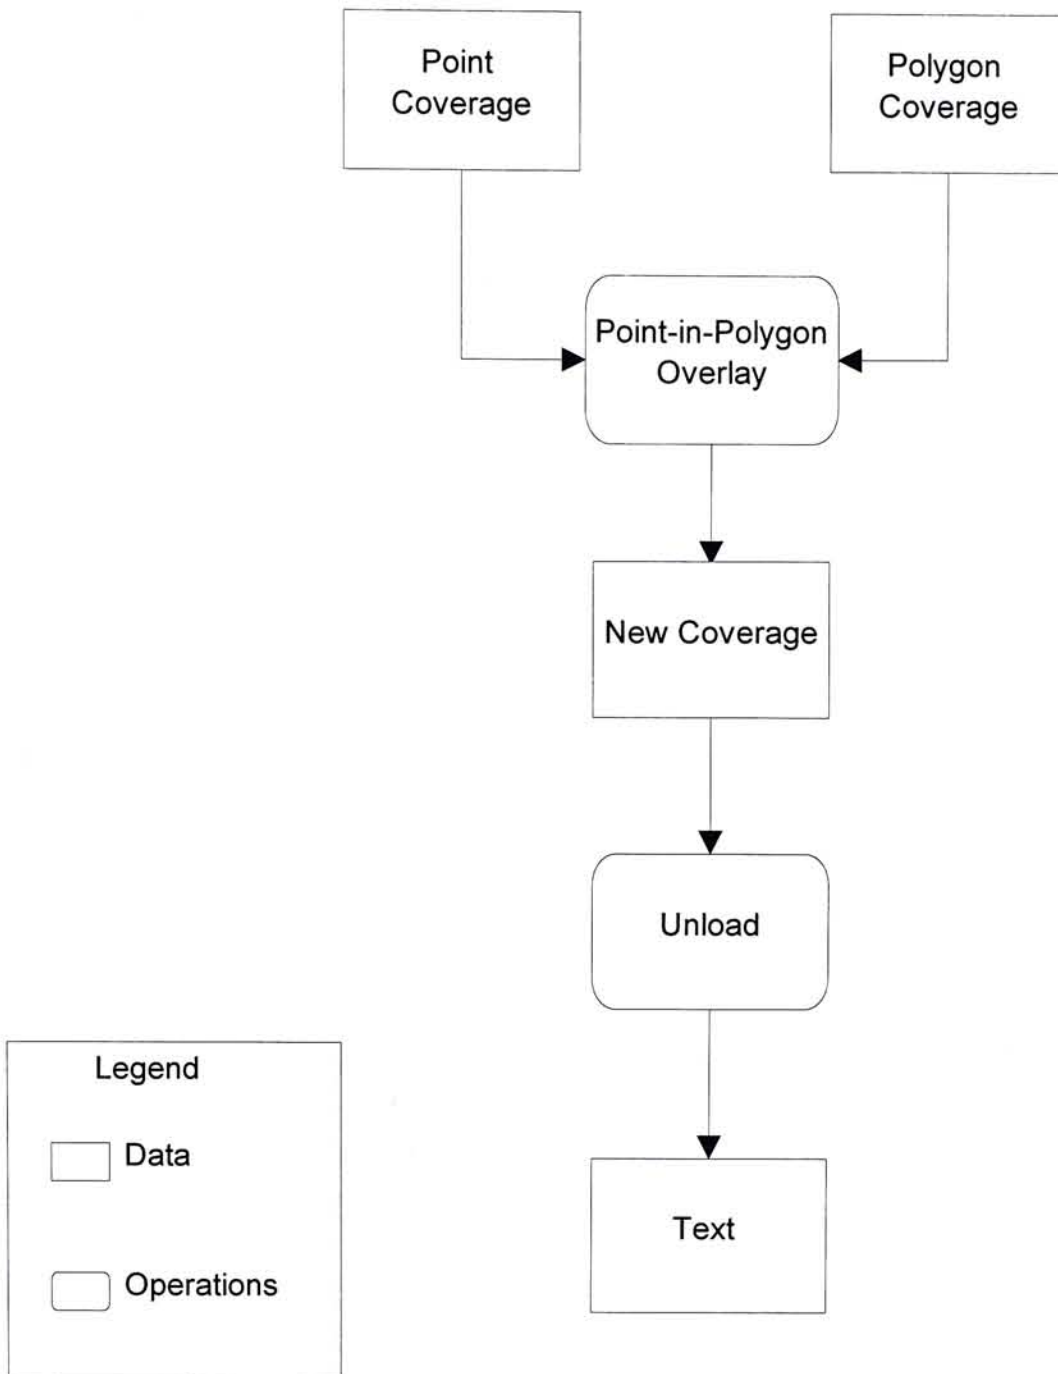 Point
Coverage
Polygon
Coverage
Point-in-Polygon
Overlay
New Coverage
Unload
Text
Legend
Data
Operations